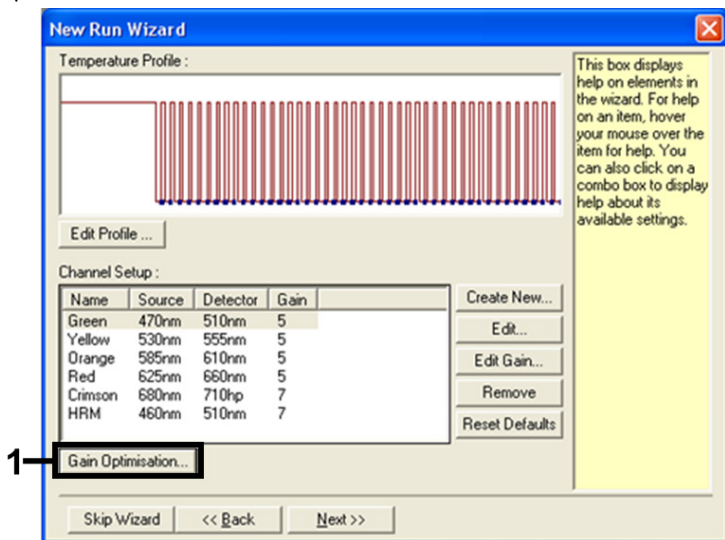 New Run Wizard
Temperature Profile :
This box displays
help on elements in
the wizard. For help
on an item, hover
your mouse over the
item for help. You
can also click on a
combo box to display
help about its
available settings.
Edit Profile ...
Channel Setup :
Name Source Detector Gain
Green 470nm 510nm 5
Yellow 530nm 555nm 5
Orange 585nm 610nm 5
Red 625nm 660nm 5
Crimson 680nm 710hp 7
HRM 460nm 510nm 7
Create New...
Edit...
Edit Gain...
Remove
Reset Defaults
1
Gain Optimisation...
Skip Wizard
<< Back
Next >>